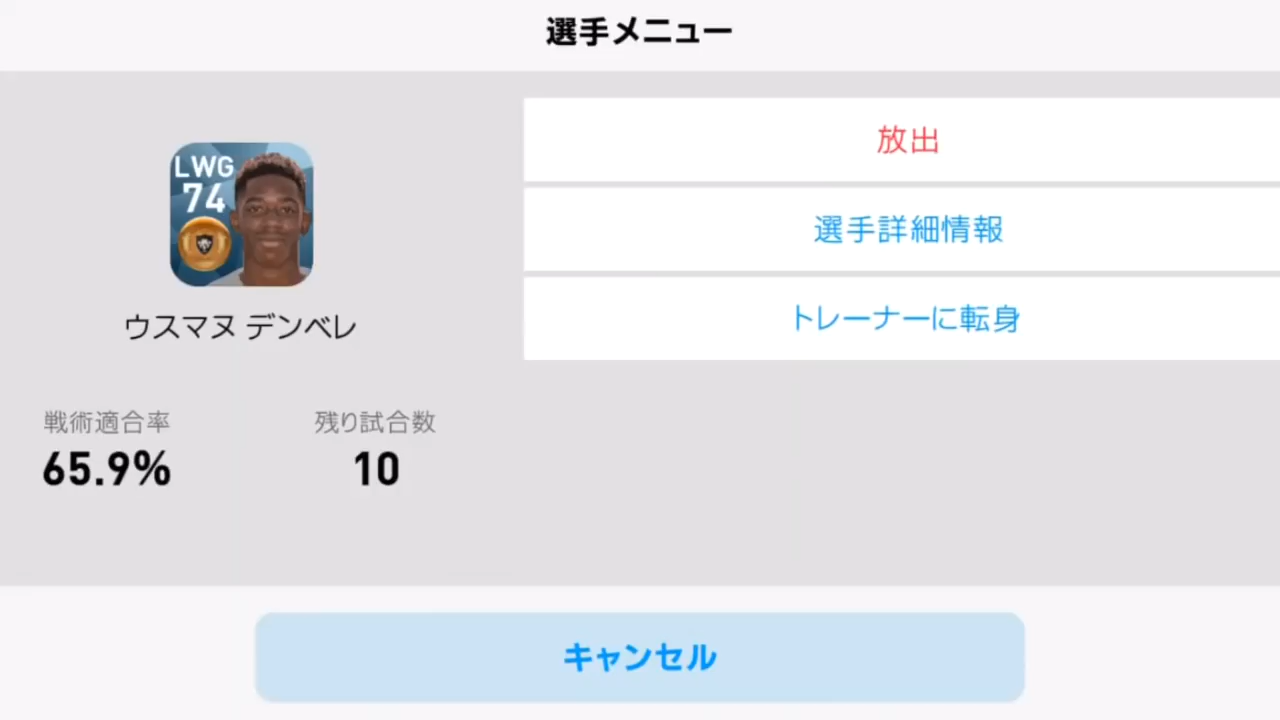 選手メニュー
LWG
74
ウスマヌ デンベレ
戦術適合率
65.9%
残り試合数
10
放出
選手詳細情報
トレーナーに転身
キャンセル